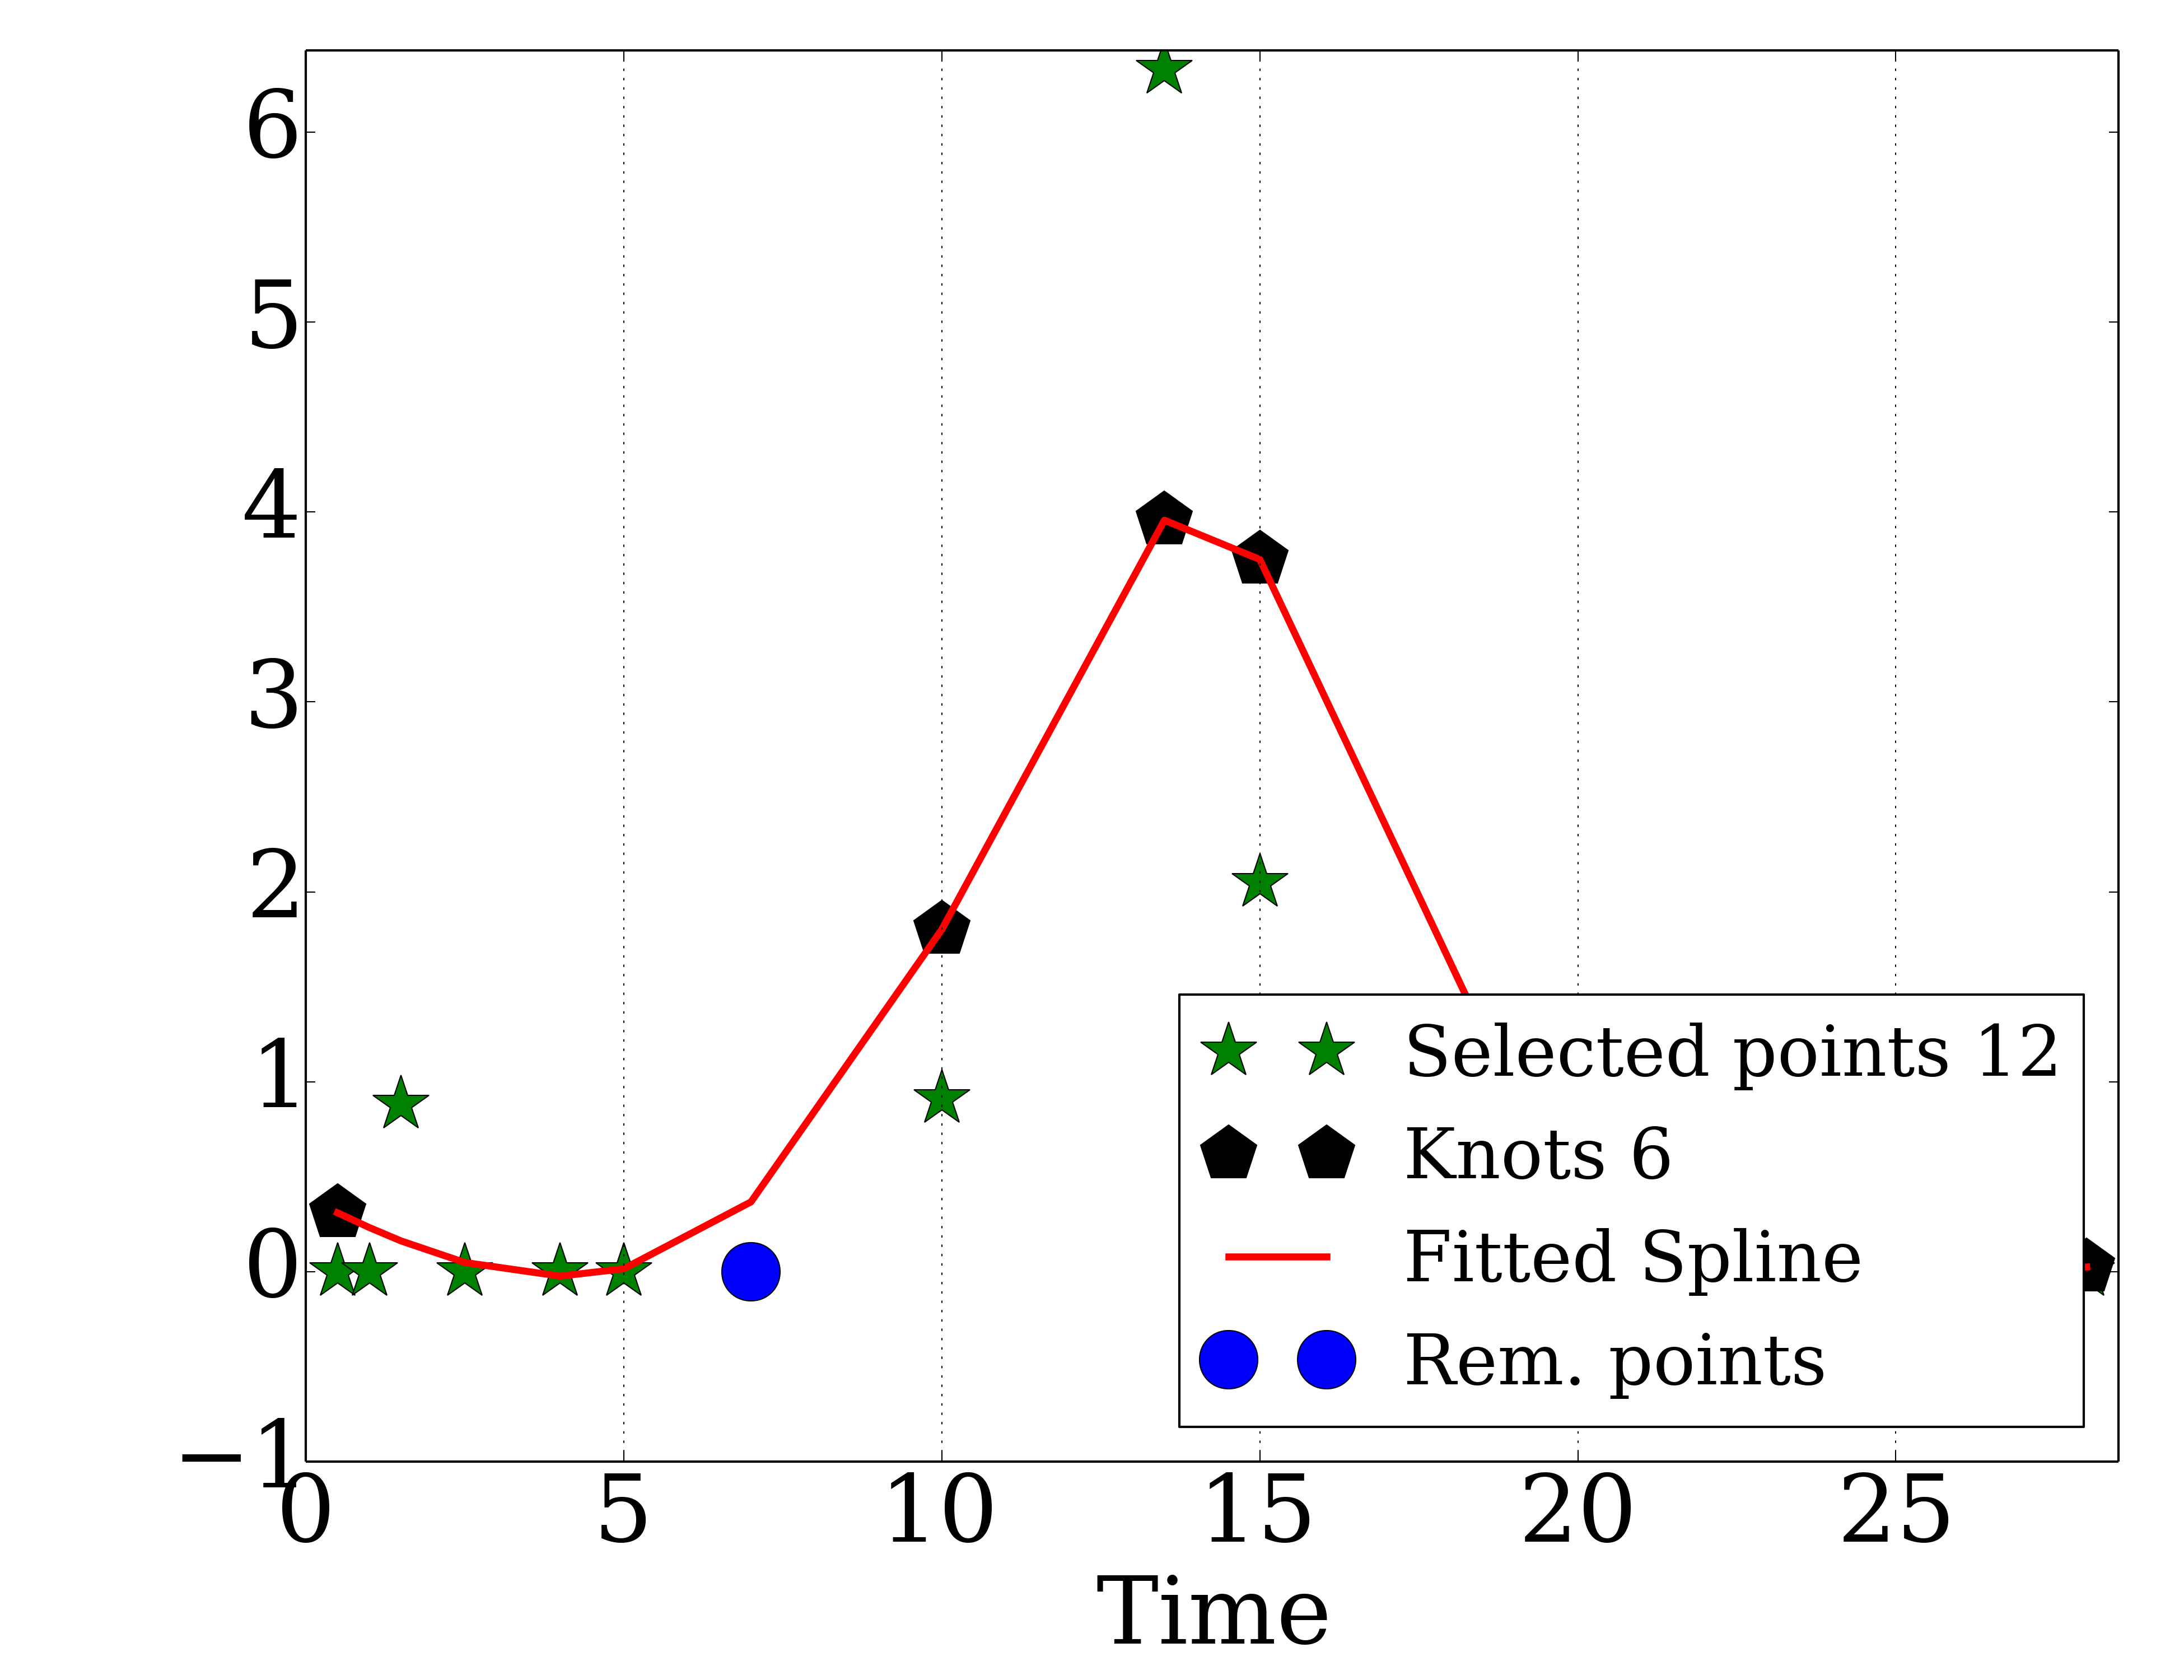 6
5
4
3
2
1
0
−1
0 5 10 15 20 25
Time
Selected points 12
Knots 6
Fitted Spline
Rem. points